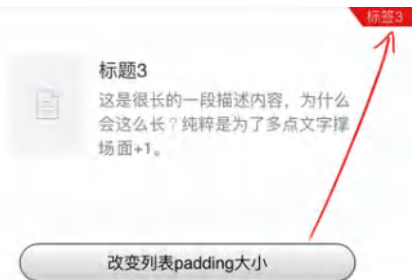 标签3
标题3
这是很长的一段描述内容，为什么
会这么长？纯粹是为了多点文字撑
场面+1。
改变列表padding大小